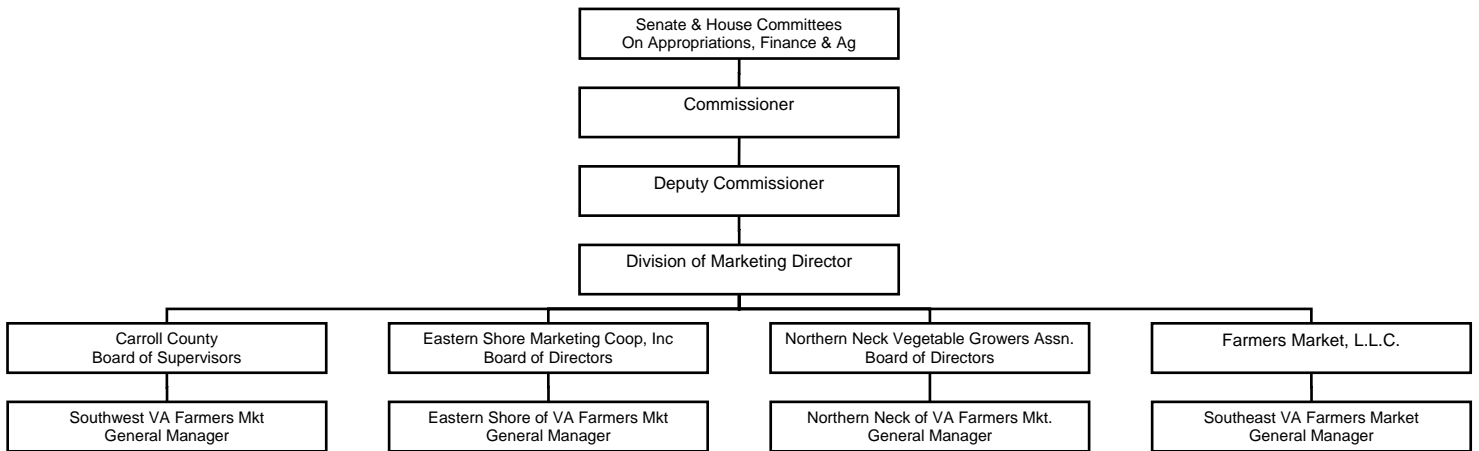 Senate & House Committees
On Appropriations, Finance & Ag
Commissioner
Deputy Commissioner
Division of Marketing Director
Carroll County
Board of Supervisors
Eastern Shore Marketing Coop, Inc
Board of Directors
Northern Neck Vegetable Growers Assn.
Board of Directors
Farmers Market, L.L.C.
Southwest VA Farmers Mkt
General Manager
Eastern Shore of VA Farmers Mkt
General Manager
Northern Neck of VA Farmers Mkt.
General Manager
Southeast VA Farmers Market
General Manager